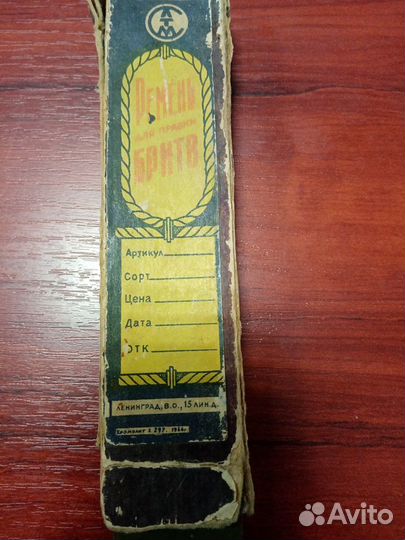 Ремень
для правки
БРИТВ
Артикул
Сорт
Цена
Дата
ОТК
ЛЕНИНГРАД, В.О., 15 ЛИН. Д.
Avito